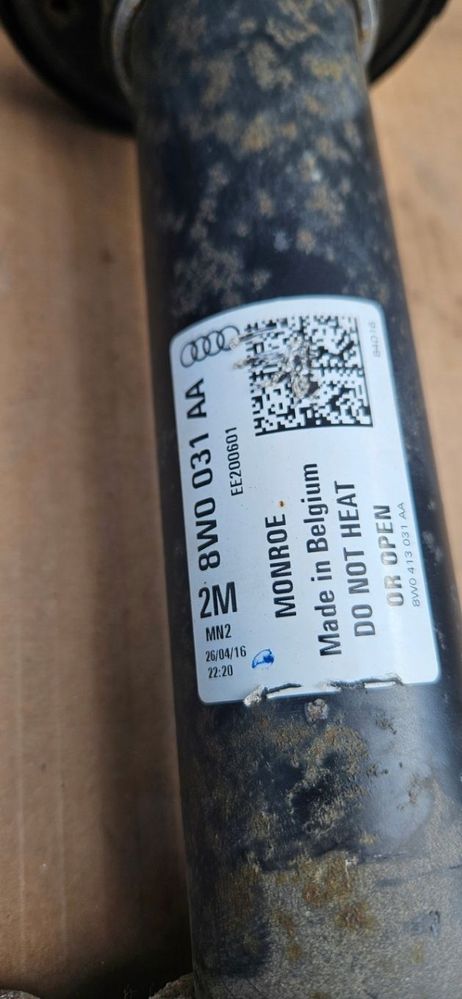 2M 8W0 031 AA
MN2
EE200601
26/04/16
22:20
MONROE
Made in Belgium
DO NOT HEAT
OR OPEN
8W0 413 031 AA